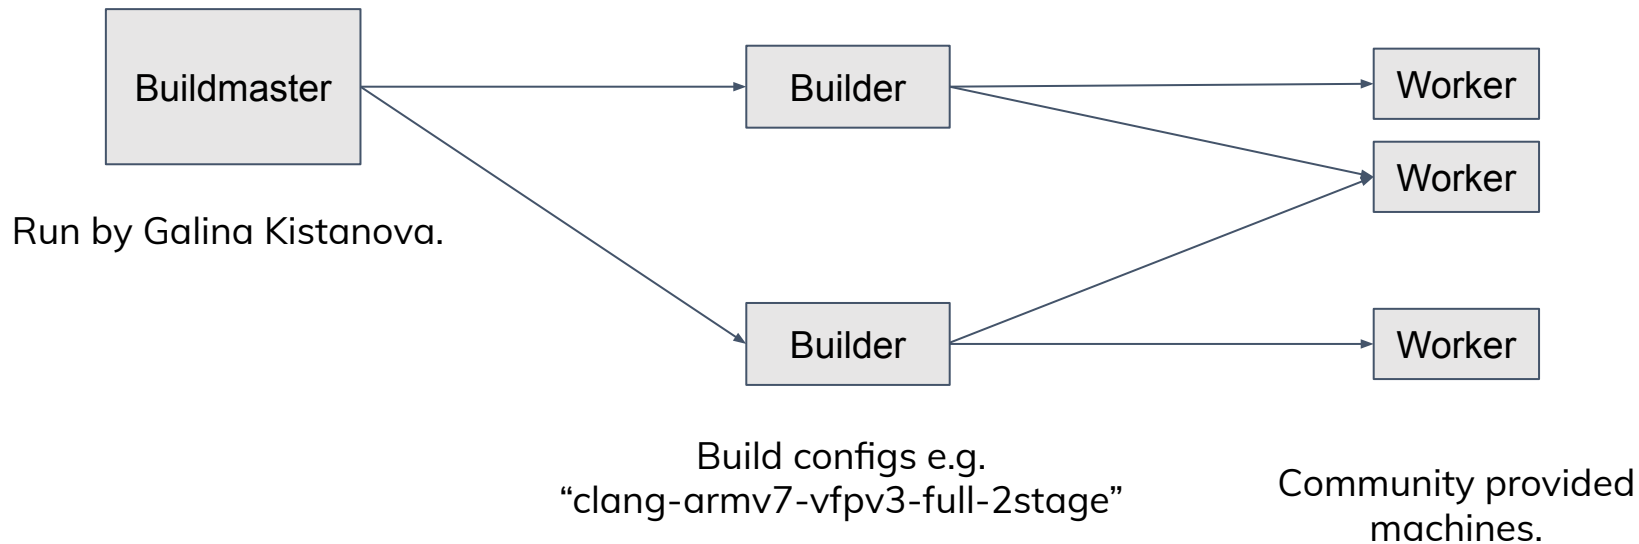 Buildmaster
Builder
Worker
Worker
Run by Galina Kistanova.
Builder
Worker
Build configs e.g.
“clang-armv7-vfpv3-full-2stage”
Community provided
machines.